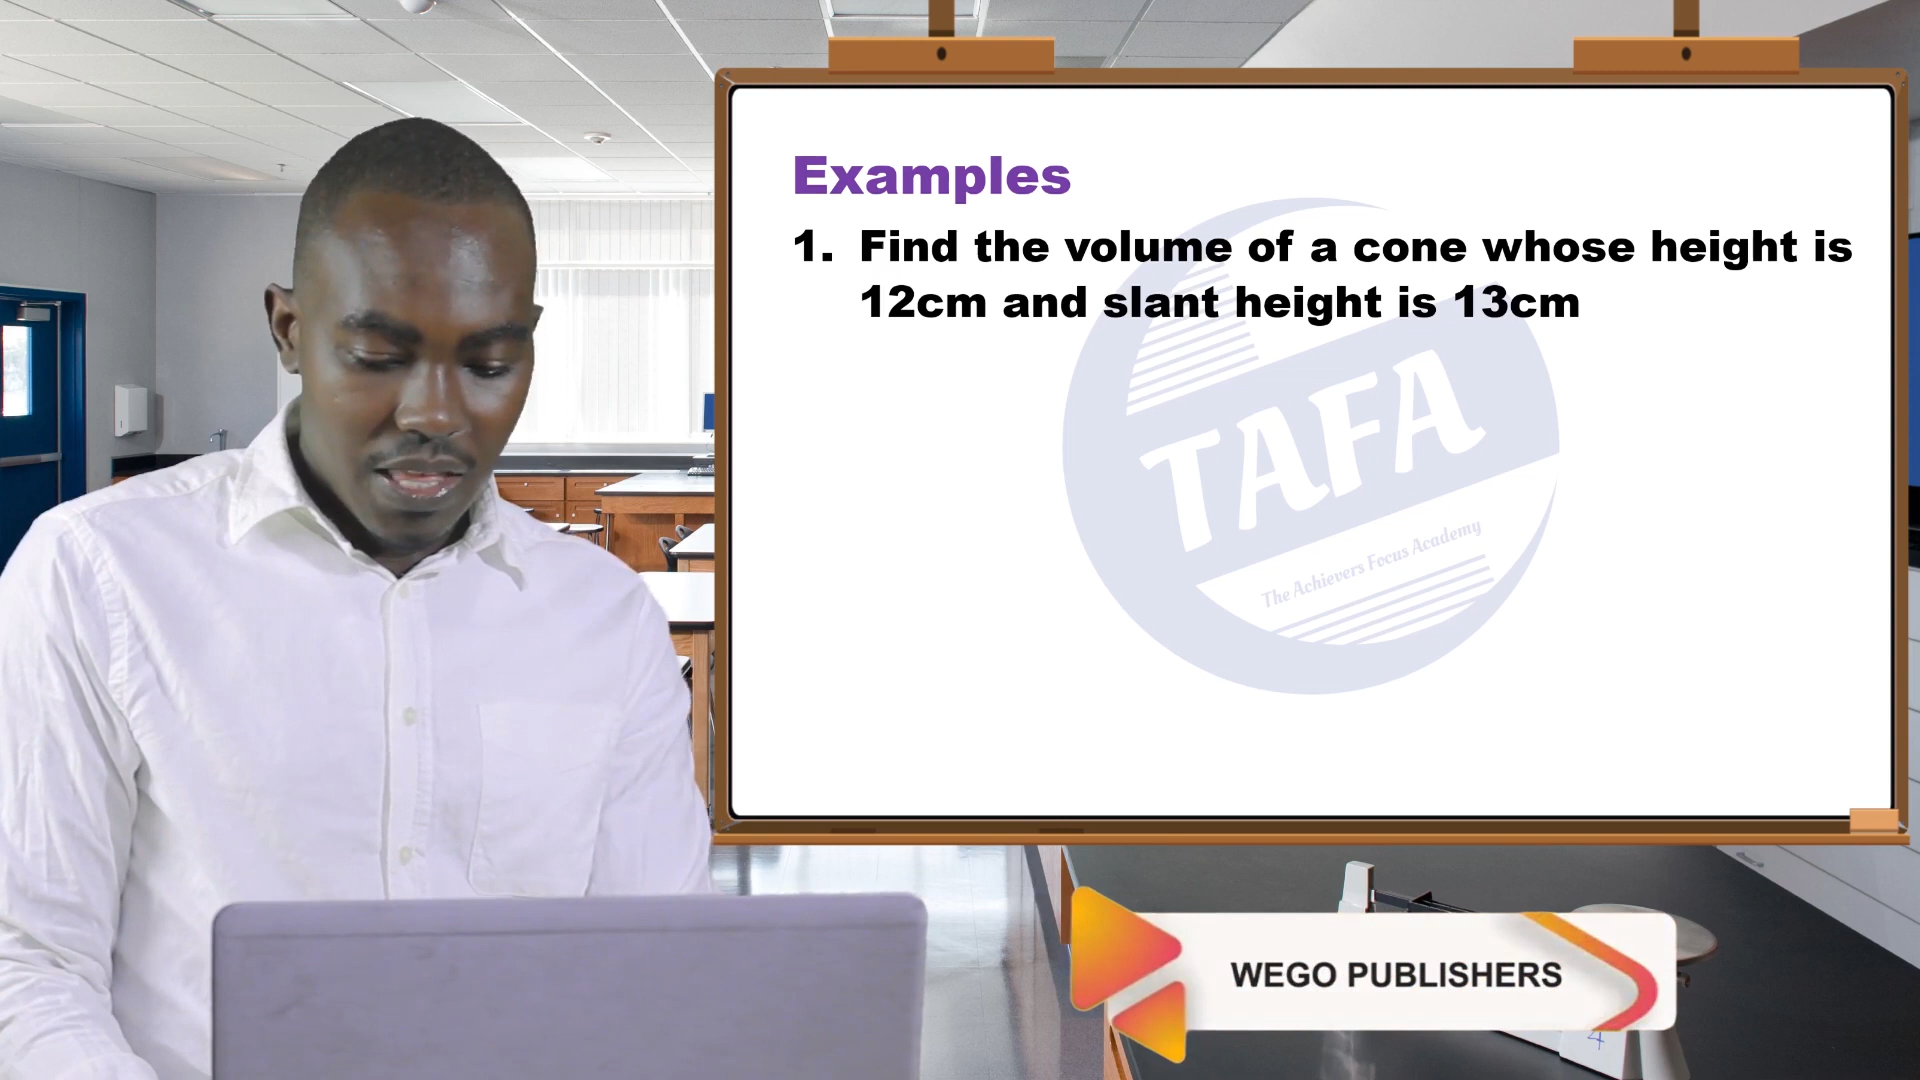 Examples
1. Find the volume of a cone whose height is
12cm and slant height is 13cm
TAFA
The Achievers Focus Academy
WEGO PUBLISHERS
4